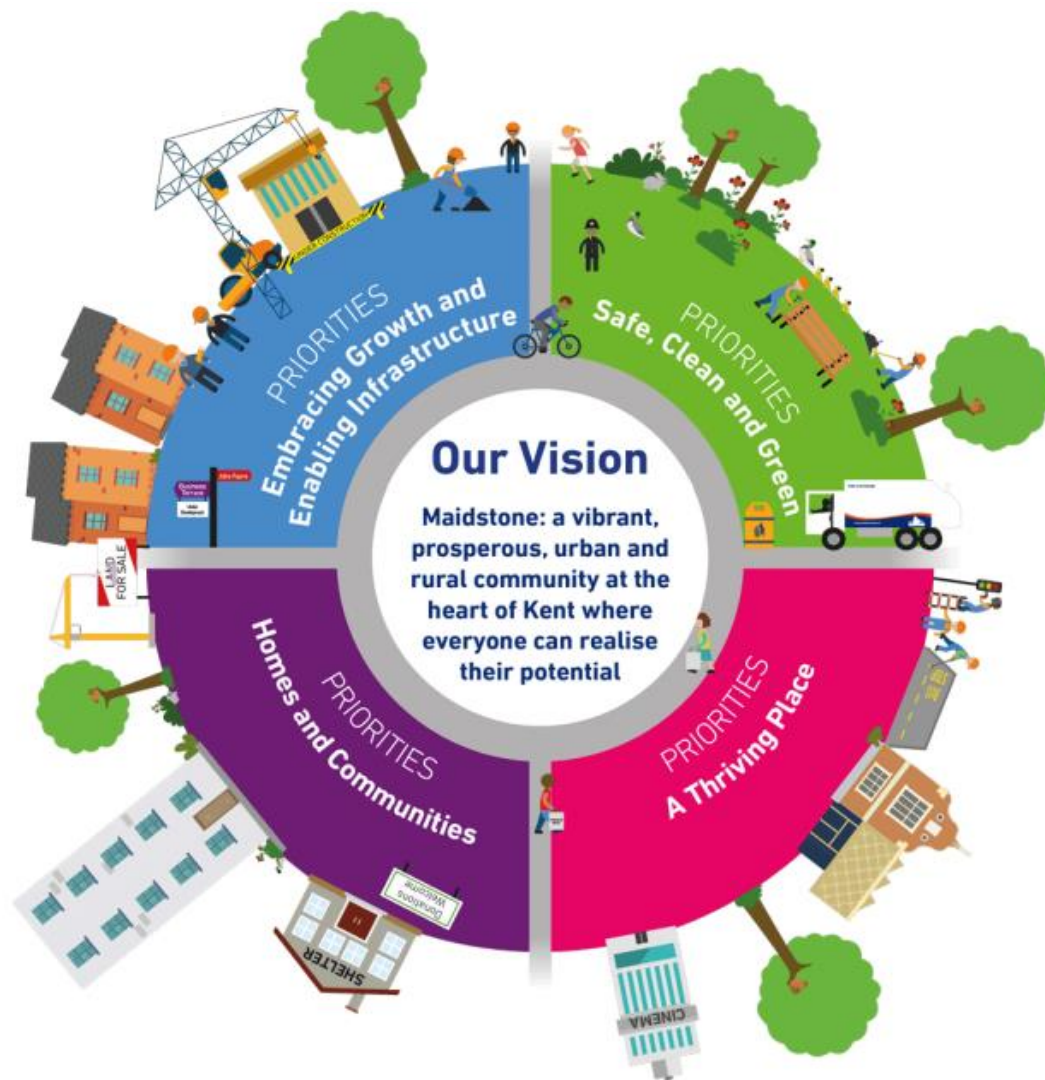 UNDER CONSTRUCTION
PRIORITIES
Embracing Growth and
Enabling Infrastructure
PRIORITIES
Safe, Clean and Green
Our Vision
Maidstone: a vibrant,
prosperous, urban and
rural community at the
heart of Kent where
everyone can realise
their potential
LAND
FOR SALE
PRIORITIES
Homes and Communities
PRIORITIES
A Thriving Place
Donations
Welcome
SHELTER
CINEMA